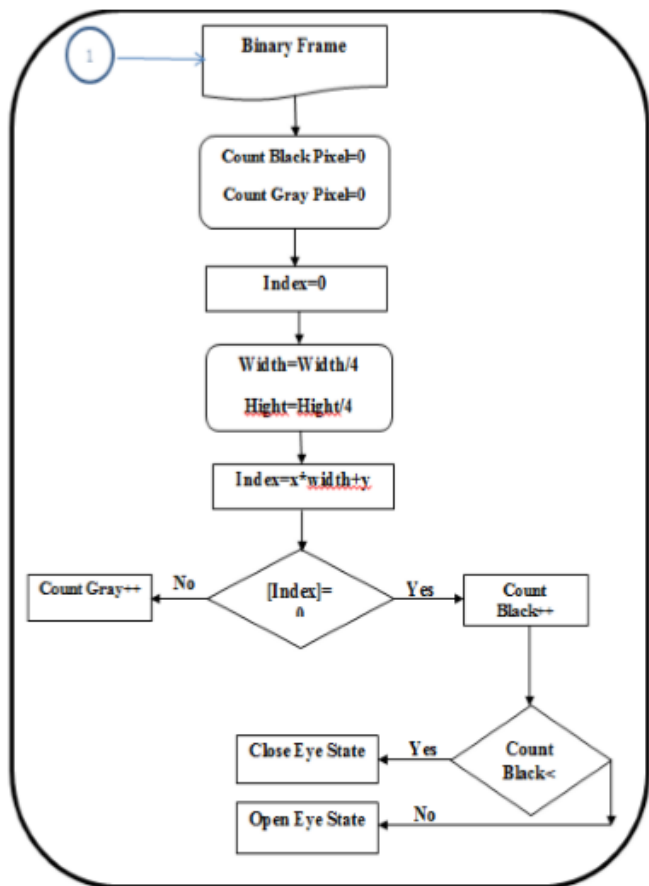 1
Binary Frame
Count Black Pixel=0
Count Gray Pixel=0
Index=0
Width=Width/4
Hight=Hight/4
Index=x*width+y
Count Gray++
No
[Index]=
0
Yes
Count
Black++
Close Eye State
Yes
Count
Black<
Open Eye State
No